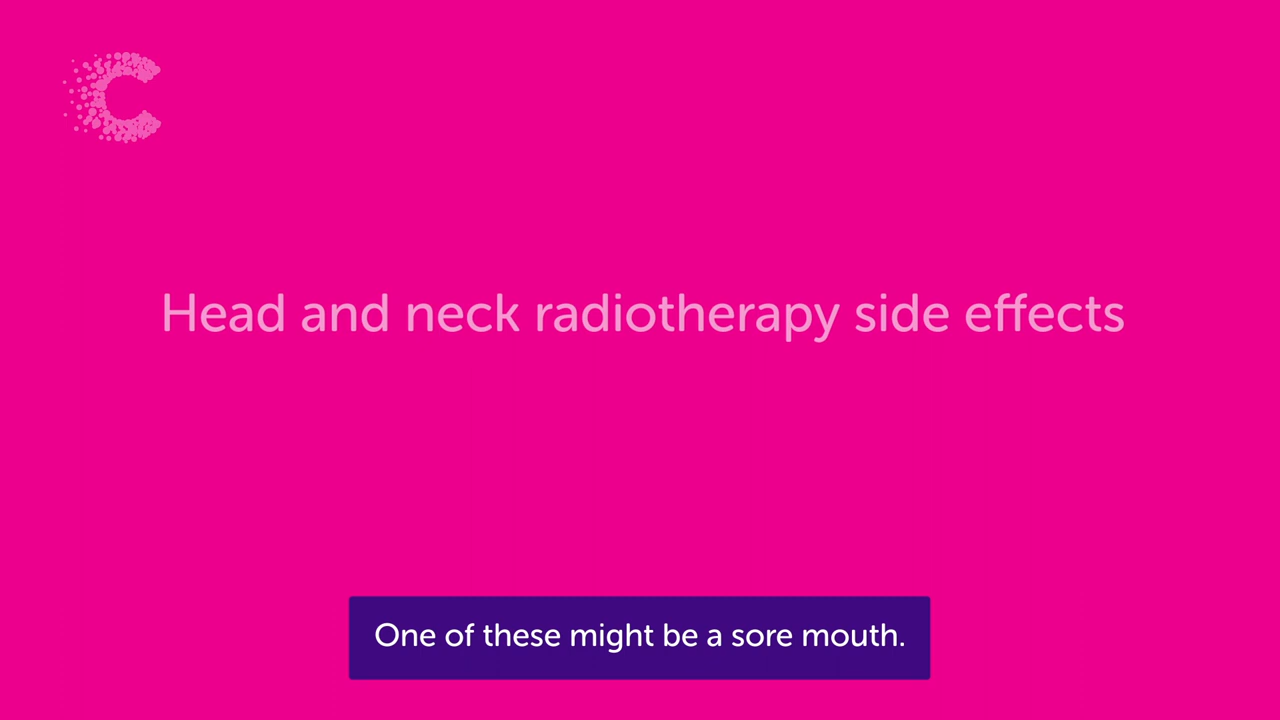 Head and neck radiotherapy side effects
One of these might be a sore mouth.